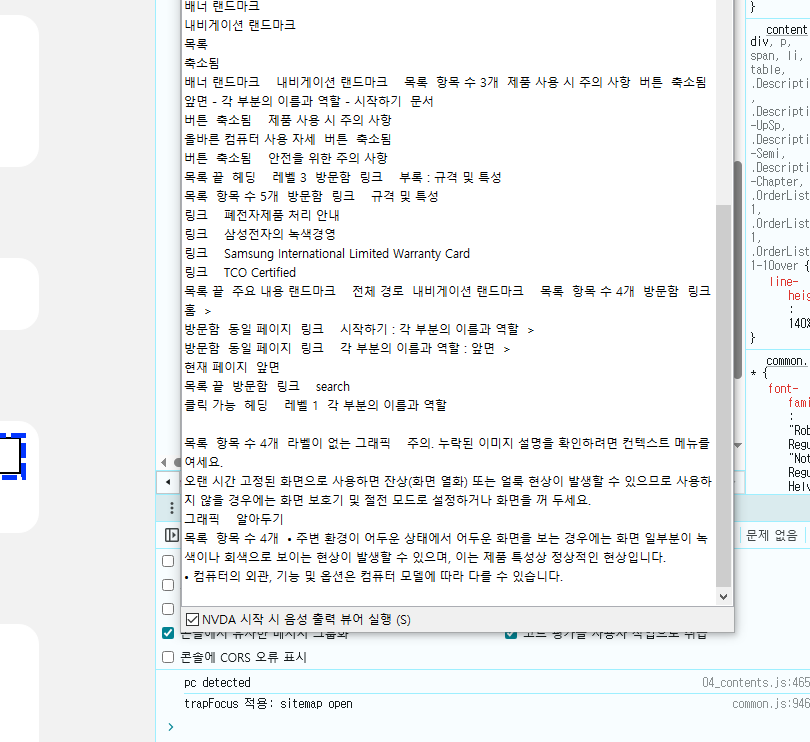 배너 랜드마크
내비게이션 랜드마크
목록
축소됨
배너 랜드마크 내비게이션 랜드마크 목록 항목 수 3개 제품 사용 시 주의 사항 버튼 축소됨
앞면 - 각 부분의 이름과 역할 - 시작하기 문서
버튼 축소됨 제품 사용 시 주의 사항
올바른 컴퓨터 사용 자세 버튼 축소됨
버튼 축소됨 안전을 위한 주의 사항
목록 끝 헤딩 레벨 3 방문함 링크 부록 : 규격 및 특성
목록 항목 수 5개 방문함 링크 규격 및 특성
링크 폐전자제품 처리 안내
링크 삼성전자의 녹색경영
링크 Samsung International Limited Warranty Card
링크 TCO Certified
목록 끝 주요 내용 랜드마크 전체 경로 내비게이션 랜드마크 목록 항목 수 4개 방문함 링크
홈 >
방문함 동일 페이지 링크 시작하기 : 각 부분의 이름과 역할 >
방문함 동일 페이지 링크 각 부분의 이름과 역할 : 앞면 >
현재 페이지 앞면
목록 끝 방문함 링크 search
클릭 가능 헤딩 레벨 1 각 부분의 이름과 역할
목록 항목 수 4개 라벨이 없는 그래픽 주의. 누락된 이미지 설명을 확인하려면 컨텍스트 메뉴를
여세요.
오랜 시간 고정된 화면으로 사용하면 잔상(화면 열화) 또는 얼룩 현상이 발생할 수 있으므로 사용하
지 않을 경우에는 화면 보호기 및 절전 모드로 설정하거나 화면을 꺼 두세요.
그래픽 알아두기
목록 항목 수 4개 • 주변 환경이 어두운 상태에서 어두운 화면을 보는 경우에는 화면 일부분이 녹
색이나 회색으로 보이는 현상이 발생할 수 있으며, 이는 제품 특성상 정상적인 현상입니다.
• 컴퓨터의 외관, 기능 및 옵션은 컴퓨터 모델에 따라 다를 수 있습니다.
NVDA 시작 시 음성 출력 뷰어 실행 (S)
콘솔에 CORS 오류 표시
pc detected 04_contents.js:465
trapFocus 적용: sitemap open common.js:946
>
}
content
div, p,
span, li,
table,
.Descripti
,
.Descripti
-UpSp,
.Descripti
-Semi,
.Descripti
-Chapter,
.OrderList
1,
.OrderList
1,
.OrderList
1-10over {
line-
heig
:
140%
}
common.
* {
font-
fami
:
"Rob
Regu
"Not
Regu
Helv
문제 없음